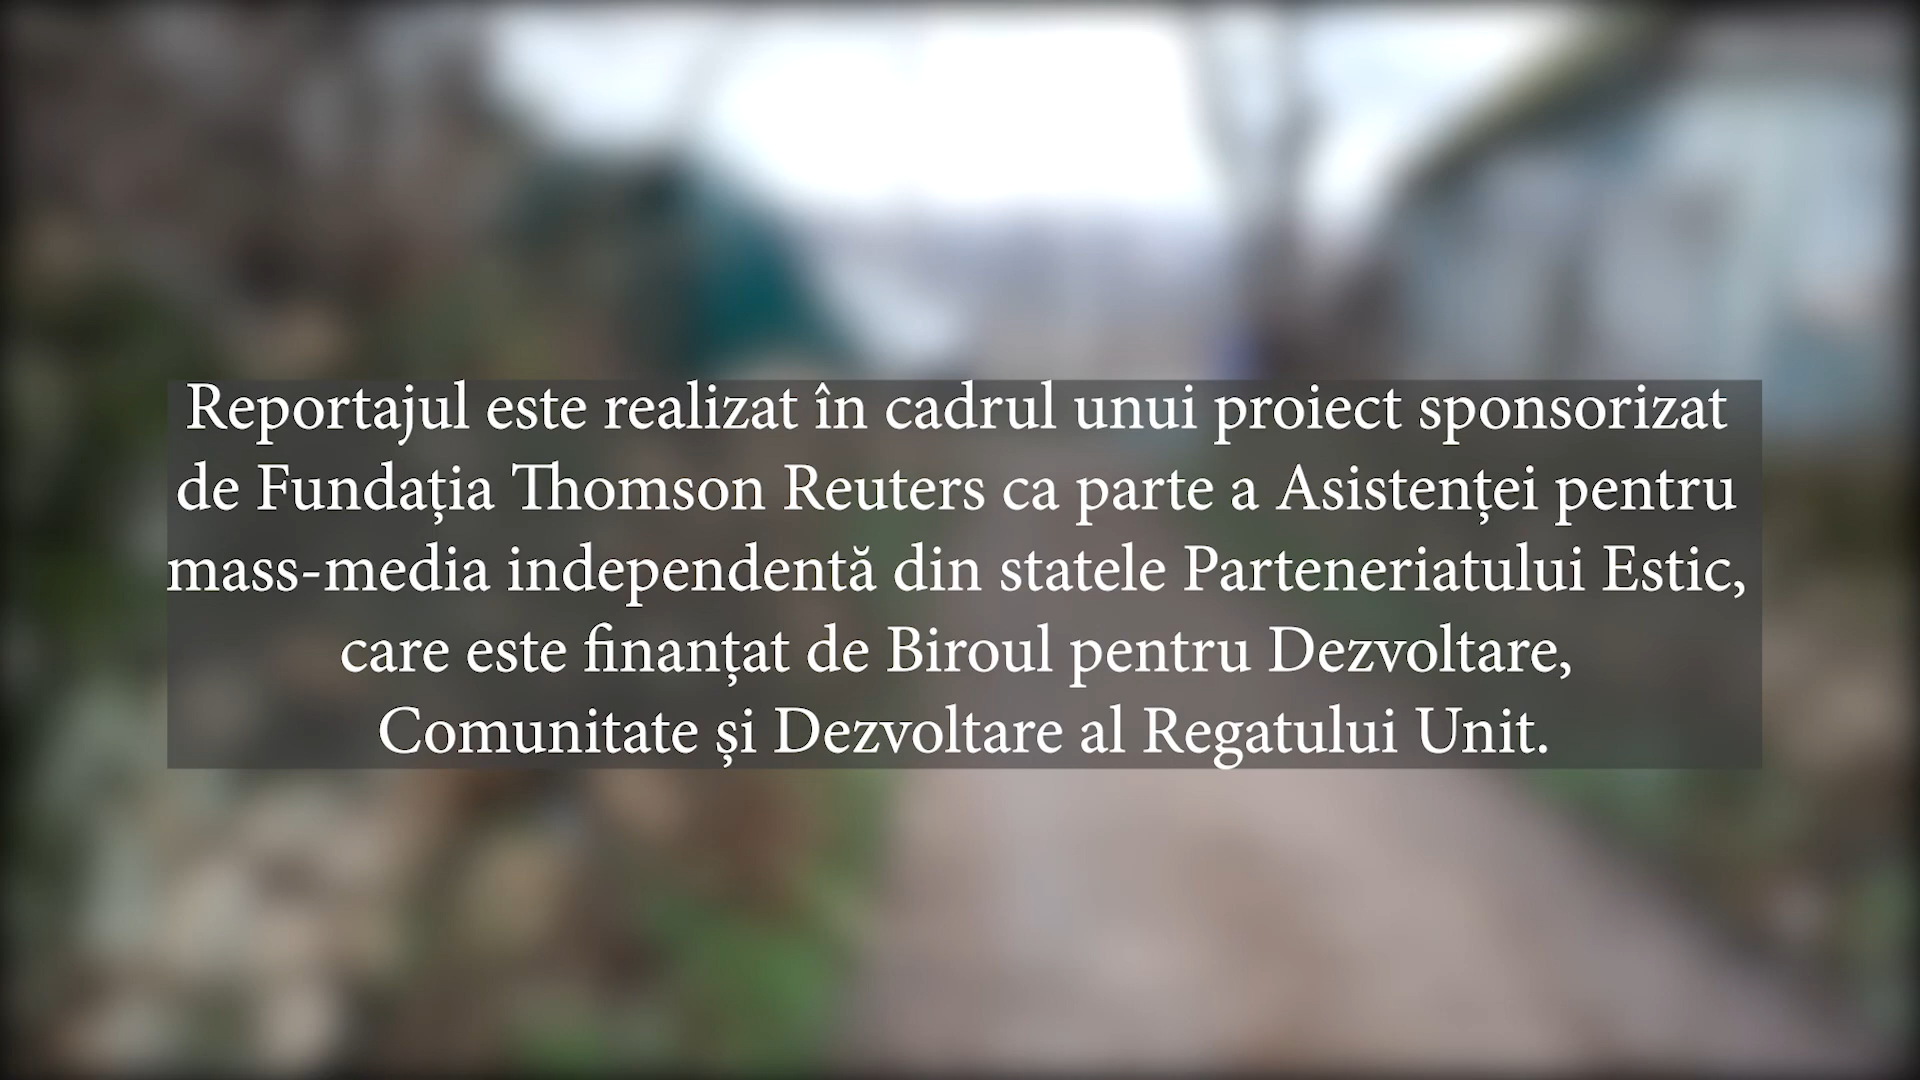 Reportajul este realizat în cadrul unui proiect sponsorizat
de Fundația Thomson Reuters ca parte a Asistenței pentru
mass-media independentă din statele Parteneriatului Estic,
care este finanțat de Biroul pentru Dezvoltare,
Comunitate și Dezvoltare al Regatului Unit.